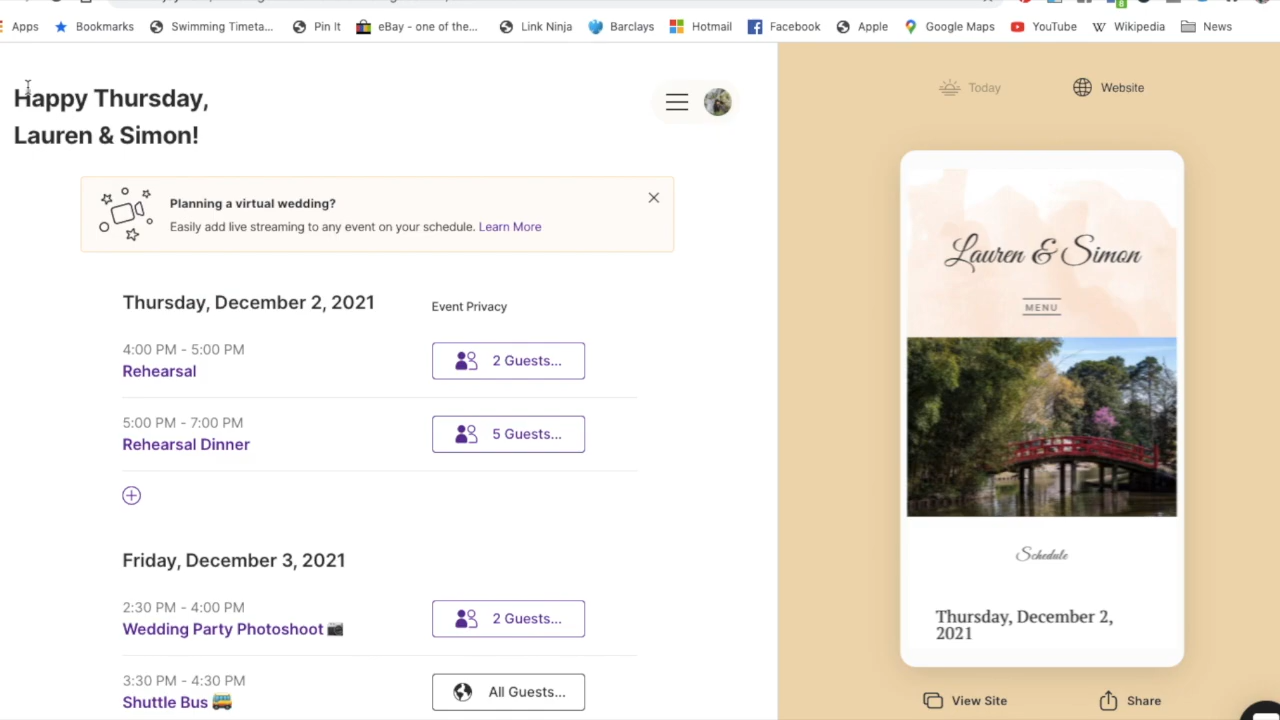 Apps
Bookmarks
Swimming Timeta...
Pin It
eBay - one of the...
Link Ninja
Barclays
Hotmail
Facebook
Apple
Google Maps
YouTube
Wikipedia
News
Happy Thursday,
Lauren & Simon!
Planning a virtual wedding?
Easily add live streaming to any event on your schedule. Learn More
Thursday, December 2, 2021
Event Privacy
4:00 PM - 5:00 PM
Rehearsal
2 Guests...
5:00 PM - 7:00 PM
Rehearsal Dinner
5 Guests...
Friday, December 3, 2021
2:30 PM - 4:00 PM
Wedding Party Photoshoot 📷
2 Guests...
3:30 PM - 4:30 PM
Shuttle Bus 🚌
All Guests...
Today
Website
Lauren & Simon
MENU
Schedule
Thursday, December 2,
2021
View Site
Share